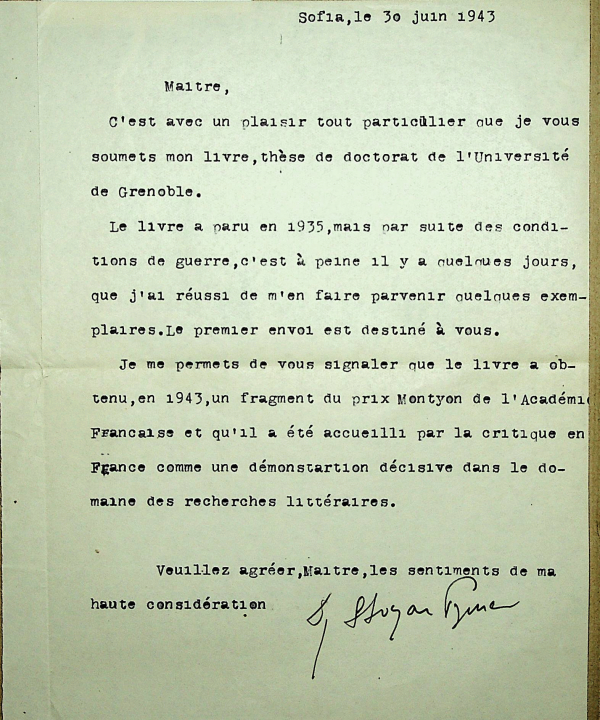 Sofia,le 30 juin 1943
Maitre,
C'est avec un plaisir tout particulier que je vous
soumets mon livre,thèse de doctorat de l'Université
de Grenoble.
Le livre a paru en 1935,mais par suite des condi-
tions de guerre,c'est à peine il y a quelques jours,
que j'ai réussi de m'en faire parvenir quelques exem-
plaires.Le premier envoi est destiné à vous.
Je me permets de vous signaler que le livre a ob-
tenu,en 1943,un fragment du prix Montyon de l'Académi
Francaise et qu'il a été accueilli par la critique en
France comme une démonstartion décisive dans le do-
maine des recherches littéraires.
Veuillez agréer,Maitre,les sentiments de ma
haute considération